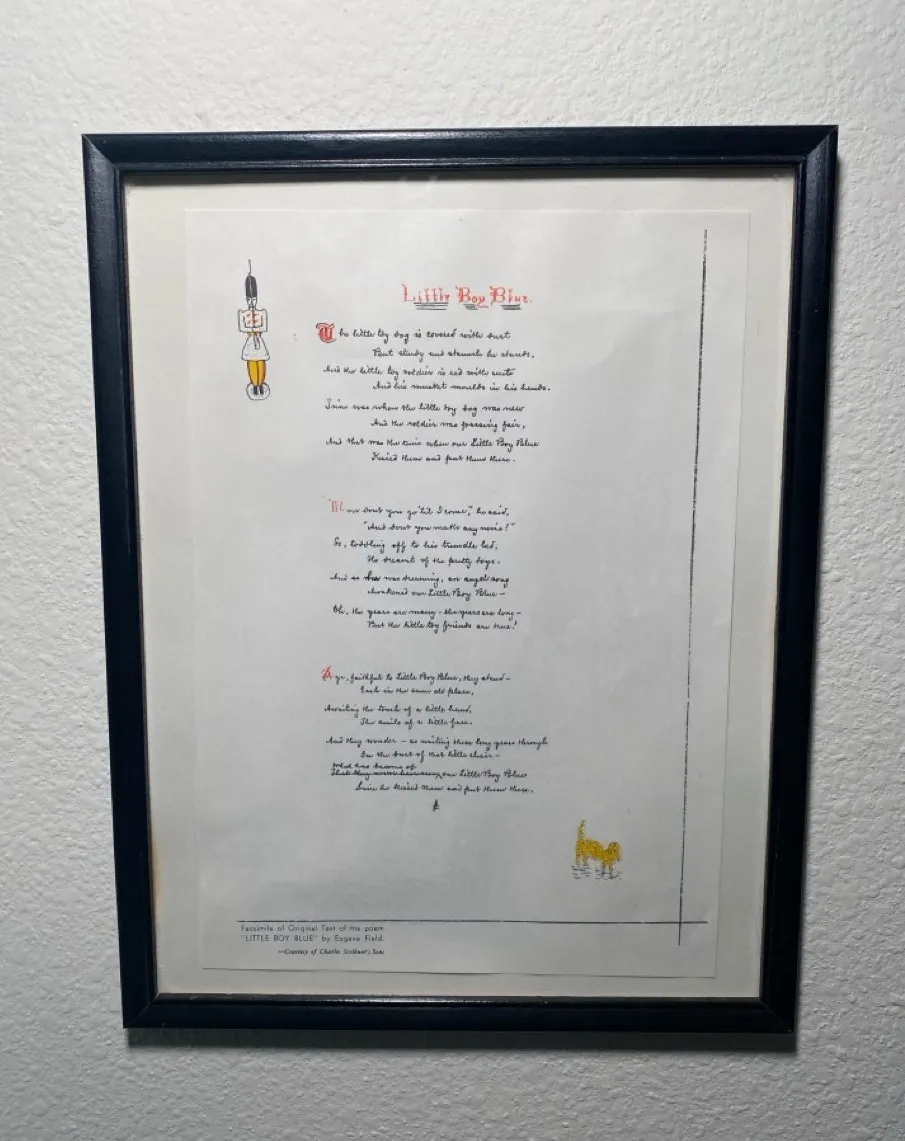 Little Boy Blue.
The little toy dog is covered with dust
But sturdy and staunch he stands,
And the little toy soldier is red with rust
And his musket moulds in his hands.
Time was when the little toy dog was new
And the soldier was passing fair,
And that was the time when our Little Boy Blue
Kissed them and put them there.
"Now don't you go 'till I come," he said,
"And don't you make any noise!"
So, toddling off to his trundle bed,
He dreamt of the pretty toys.
And as he was dreaming, an angel song
Awakened our Little Boy Blue –
Oh, the years are many – the years are long –
But the little toy friends are true!
Aye, faithful to Little Boy Blue, they stand –
Each in the same old place,
Awaiting the touch of a little hand,
The smile of a little face.
And they wonder – as waiting these long years through
In the dust of that little chair –
What has become of
our Little Boy Blue
Since he kissed them and put them there.
Facsimile of Original Text of the poem
"LITTLE BOY BLUE" by Eugene Field.
—Courtesy of Charles Scribner's Sons